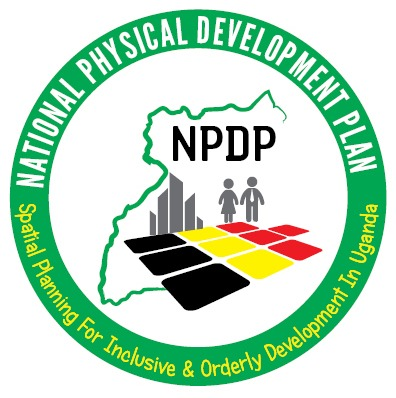 NATIONAL PHYSICAL DEVELOPMENT PLAN
NPDP
Spatial Planning For Inclusive & Orderly Development In Uganda